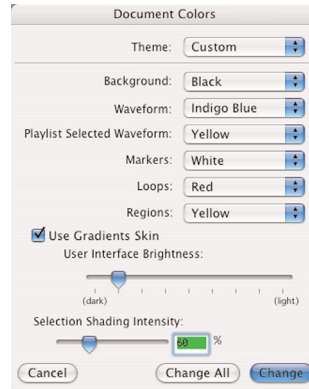 Document Colors
Theme: Custom
Background: Black
Waveform: Indigo Blue
Playlist Selected Waveform: Yellow
Markers: White
Loops: Red
Regions: Yellow
Use Gradients Skin
User Interface Brightness:
(dark) (light)
Selection Shading Intensity:
60 %
Cancel Change All Change